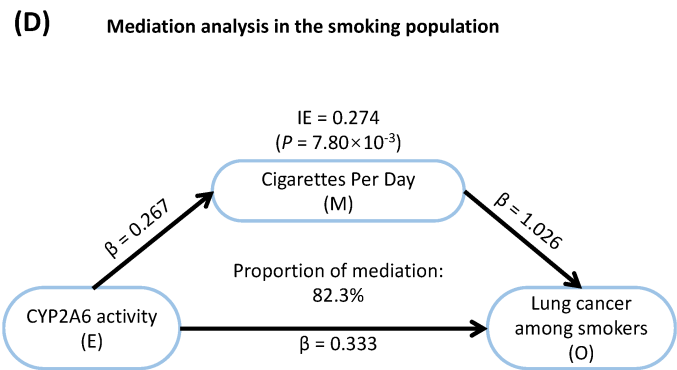 (D)
Mediation analysis in the smoking population
IE = 0.274
(P = 7.80×10⁻³)
Cigarettes Per Day
(M)
β = 0.267
β = 1.026
Proportion of mediation:
82.3%
CYP2A6 activity
(E)
β = 0.333
Lung cancer
among smokers
(O)